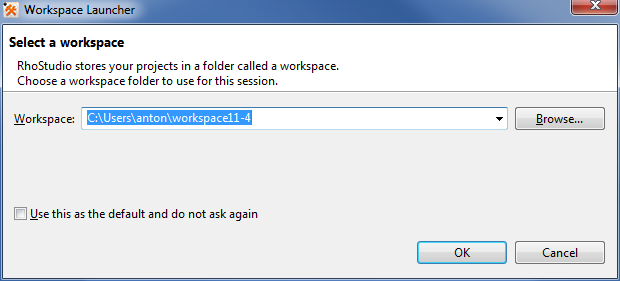 Workspace Launcher
Select a workspace
RhoStudio stores your projects in a folder called a workspace.
Choose a workspace folder to use for this session.
Workspace: C:\Users\anton\workspace11-4 Browse...
Use this as the default and do not ask again
OK Cancel